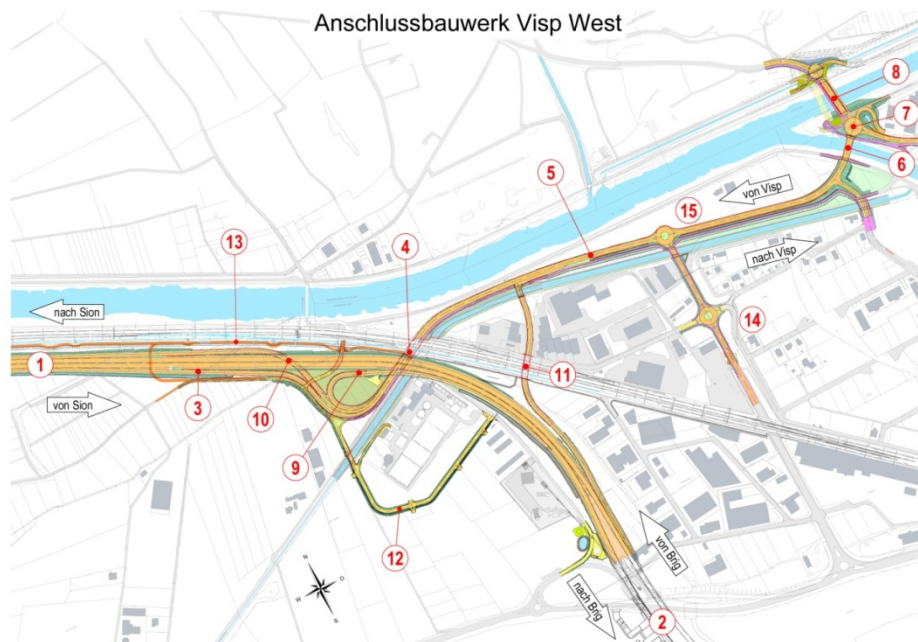 Anschlussbauwerk Visp West
8
7
6
5
von Visp
15
13
4
nach Visp
nach Sion
14
1
11
von Sion
3
10
9
von Brig
12
N
W
O
S
nach Brig
2